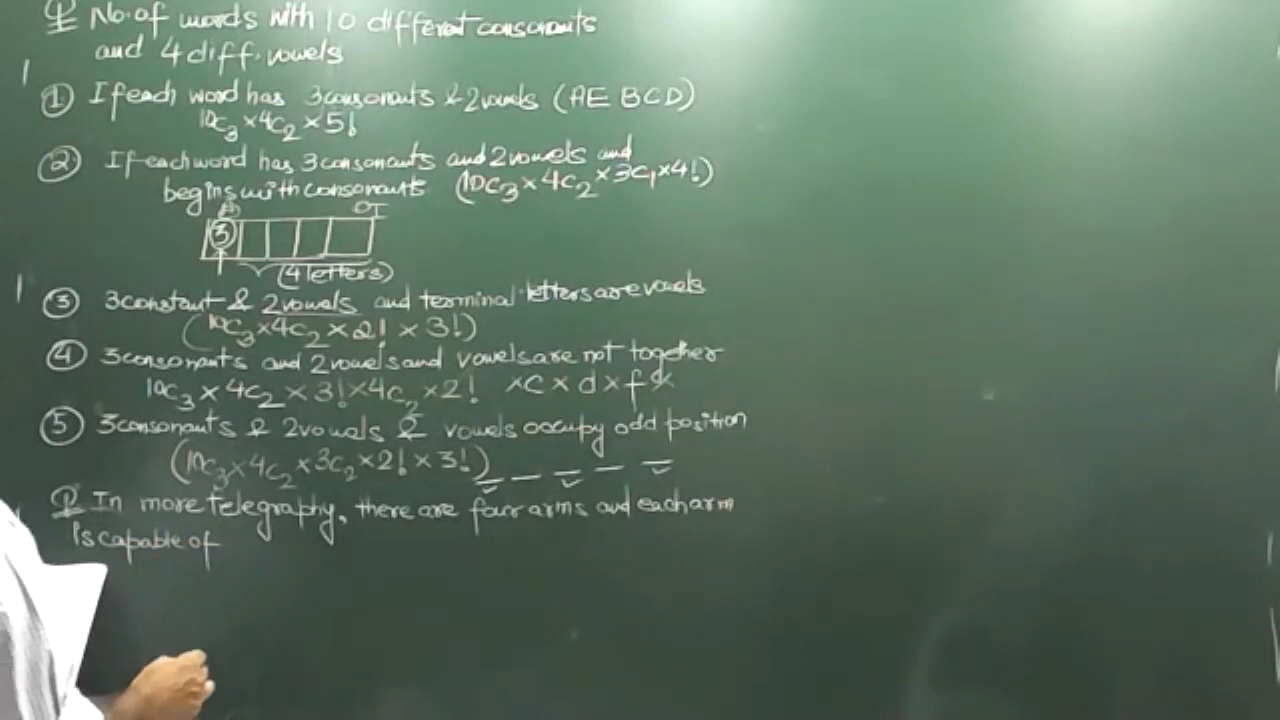 Q No. of words with 10 different consonants
and 4 diff. vowels
① If each word has 3 consonants & 2 vowels (AE BCD)
10C₃ × 4C₂ × 5!
② If each word has 3 consonants and 2 vowels and
begins with consonants (10C₃ × 4C₂ × 3C₁ × 4!)
3
(4 letters)
③ 3 constant & 2 vowels and terminal letters are vowels
(10C₃ × 4C₂ × 2! × 3!)
④ 3 consonants and 2 vowels and vowels are not together
10C₃ × 4C₂ × 3! × 4C₂ × 2! × C × d × f ×
⑤ 3 consonants & 2 vowels & vowels occupy odd position
(10C₃ × 4C₂ × 3C₂ × 2! × 3!)
Q In more telegraphy, there are four arms and each arm
is capable of